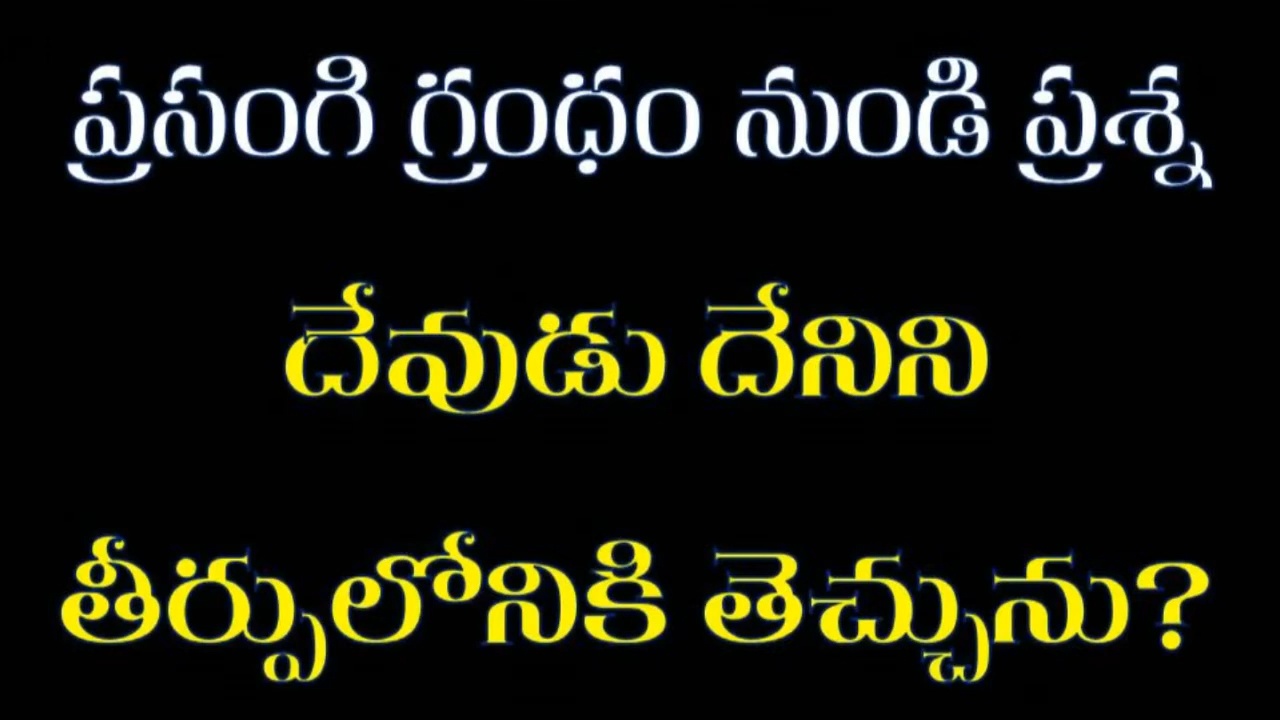 ప్రసంగి గ్రంధం నుండి ప్రశ్న
దేవుడు దేనిని
తీర్పులోనికి తెచ్చును?